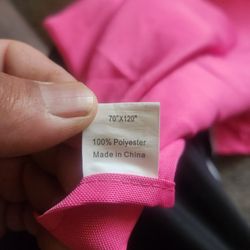 70"X120"
100% Polyester
Made in China